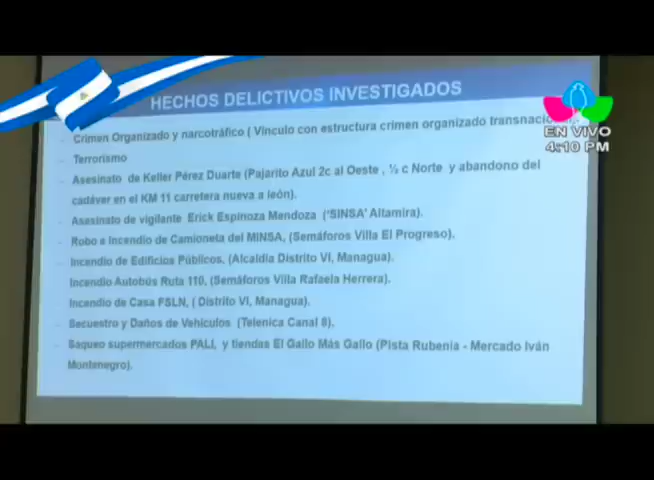 HECHOS DELICTIVOS INVESTIGADOS
- Crimen Organizado y narcotráfico ( Vínculo con estructura crimen organizado transnacio
- Terrorismo
- Asesinato de Keller Pérez Duarte (Pajarito Azul 2c al Oeste , ½ c Norte y abandono del
cadáver en el KM 11 carretera nueva a león).
- Asasinato de vigilante Erick Espinoza Mendoza ('SINSA' Altamira).
- Robo e Incendio de Camioneta del MINSA, (Semáforos Villa El Progreso).
- Incendio de Edificios Públicos, (Alcaldía Distrito VI, Managua).
Incendio Autobús Ruta 110, (Semáforos Villa Rafaela Herrera).
Incendio de Casa FSLN, ( Distrito VI, Managua).
- Secuestro y Daños de Vehículos (Telenica Canal 8),
- Saqueo supermercados PALÍ, y tiendas El Gallo Más Gallo (Pista Rubenia - Mercado Iván
Montenegro).
EN VIVO
4:10 PM